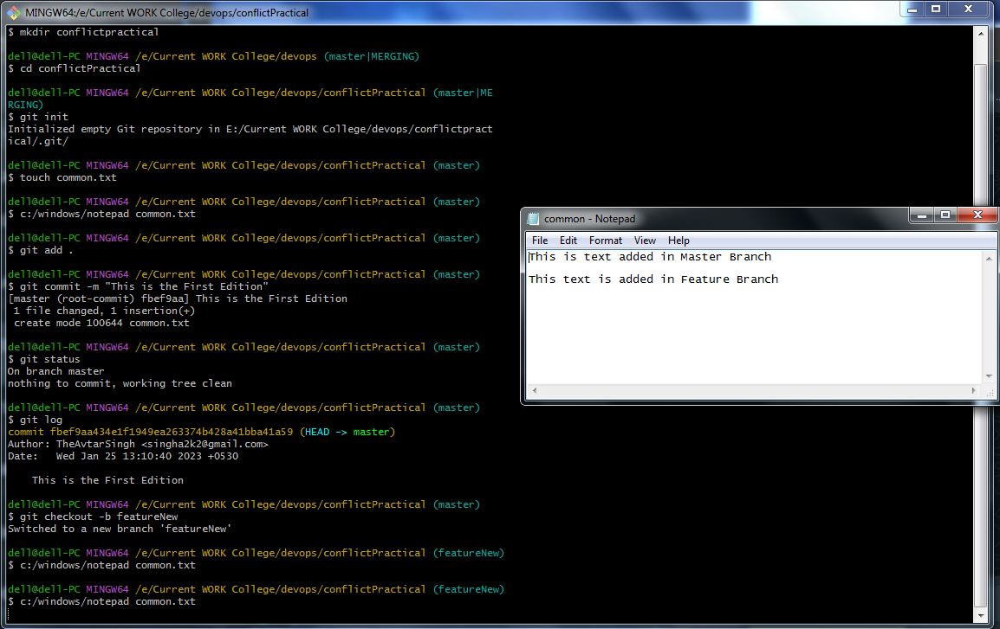 MINGW64:/e/Current WORK College/devops/conflictPractical
$ mkdir conflictpractical
dell@dell-PC MINGW64 /e/Current WORK College/devops (master|MERGING)
$ cd conflictPractical
dell@dell-PC MINGW64 /e/Current WORK College/devops/conflictPractical (master|ME
RGING)
$ git init
Initialized empty Git repository in E:/Current WORK College/devops/conflictpract
ical/.git/
dell@dell-PC MINGW64 /e/Current WORK College/devops/conflictPractical (master)
$ touch common.txt
dell@dell-PC MINGW64 /e/Current WORK College/devops/conflictPractical (master)
$ c:/windows/notepad common.txt
dell@dell-PC MINGW64 /e/Current WORK College/devops/conflictPractical (master)
$ git add .
dell@dell-PC MINGW64 /e/Current WORK College/devops/conflictPractical (master)
$ git commit -m "This is the First Edition"
[master (root-commit) fbef9aa] This is the First Edition
1 file changed, 1 insertion(+)
create mode 100644 common.txt
dell@dell-PC MINGW64 /e/Current WORK College/devops/conflictPractical (master)
$ git status
On branch master
nothing to commit, working tree clean
dell@dell-PC MINGW64 /e/Current WORK College/devops/conflictPractical (master)
$ git log
commit fbef9aa434e1f1949ea263374b428a41bba41a59 (HEAD -> master)
Author: TheAvtarSingh <singha2k2@gmail.com>
Date:   Wed Jan 25 13:10:40 2023 +0530
This is the First Edition
dell@dell-PC MINGW64 /e/Current WORK College/devops/conflictPractical (master)
$ git checkout -b featureNew
Switched to a new branch 'featureNew'
dell@dell-PC MINGW64 /e/Current WORK College/devops/conflictPractical (featureNew)
$ c:/windows/notepad common.txt
dell@dell-PC MINGW64 /e/Current WORK College/devops/conflictPractical (featureNew)
$ c:/windows/notepad common.txt
common - Notepad
File Edit Format View Help
This is text added in Master Branch
This text is added in Feature Branch